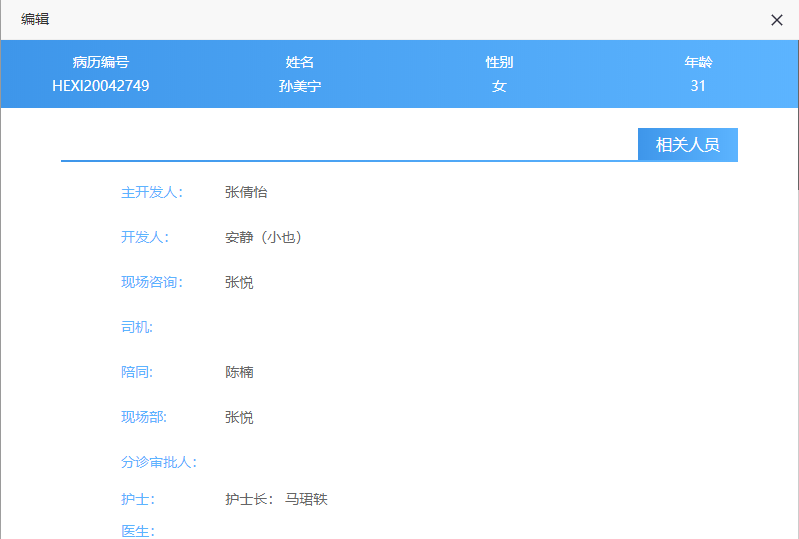 编辑
病历编号 姓名 性别 年龄
HEXI20042749 孙美宁 女 31
相关人员
主开发人： 张倩怡
开发人： 安静（小也）
现场咨询： 张悦
司机:
陪同: 陈楠
现场部: 张悦
分诊审批人：
护士： 护士长： 马珺轶
医生：